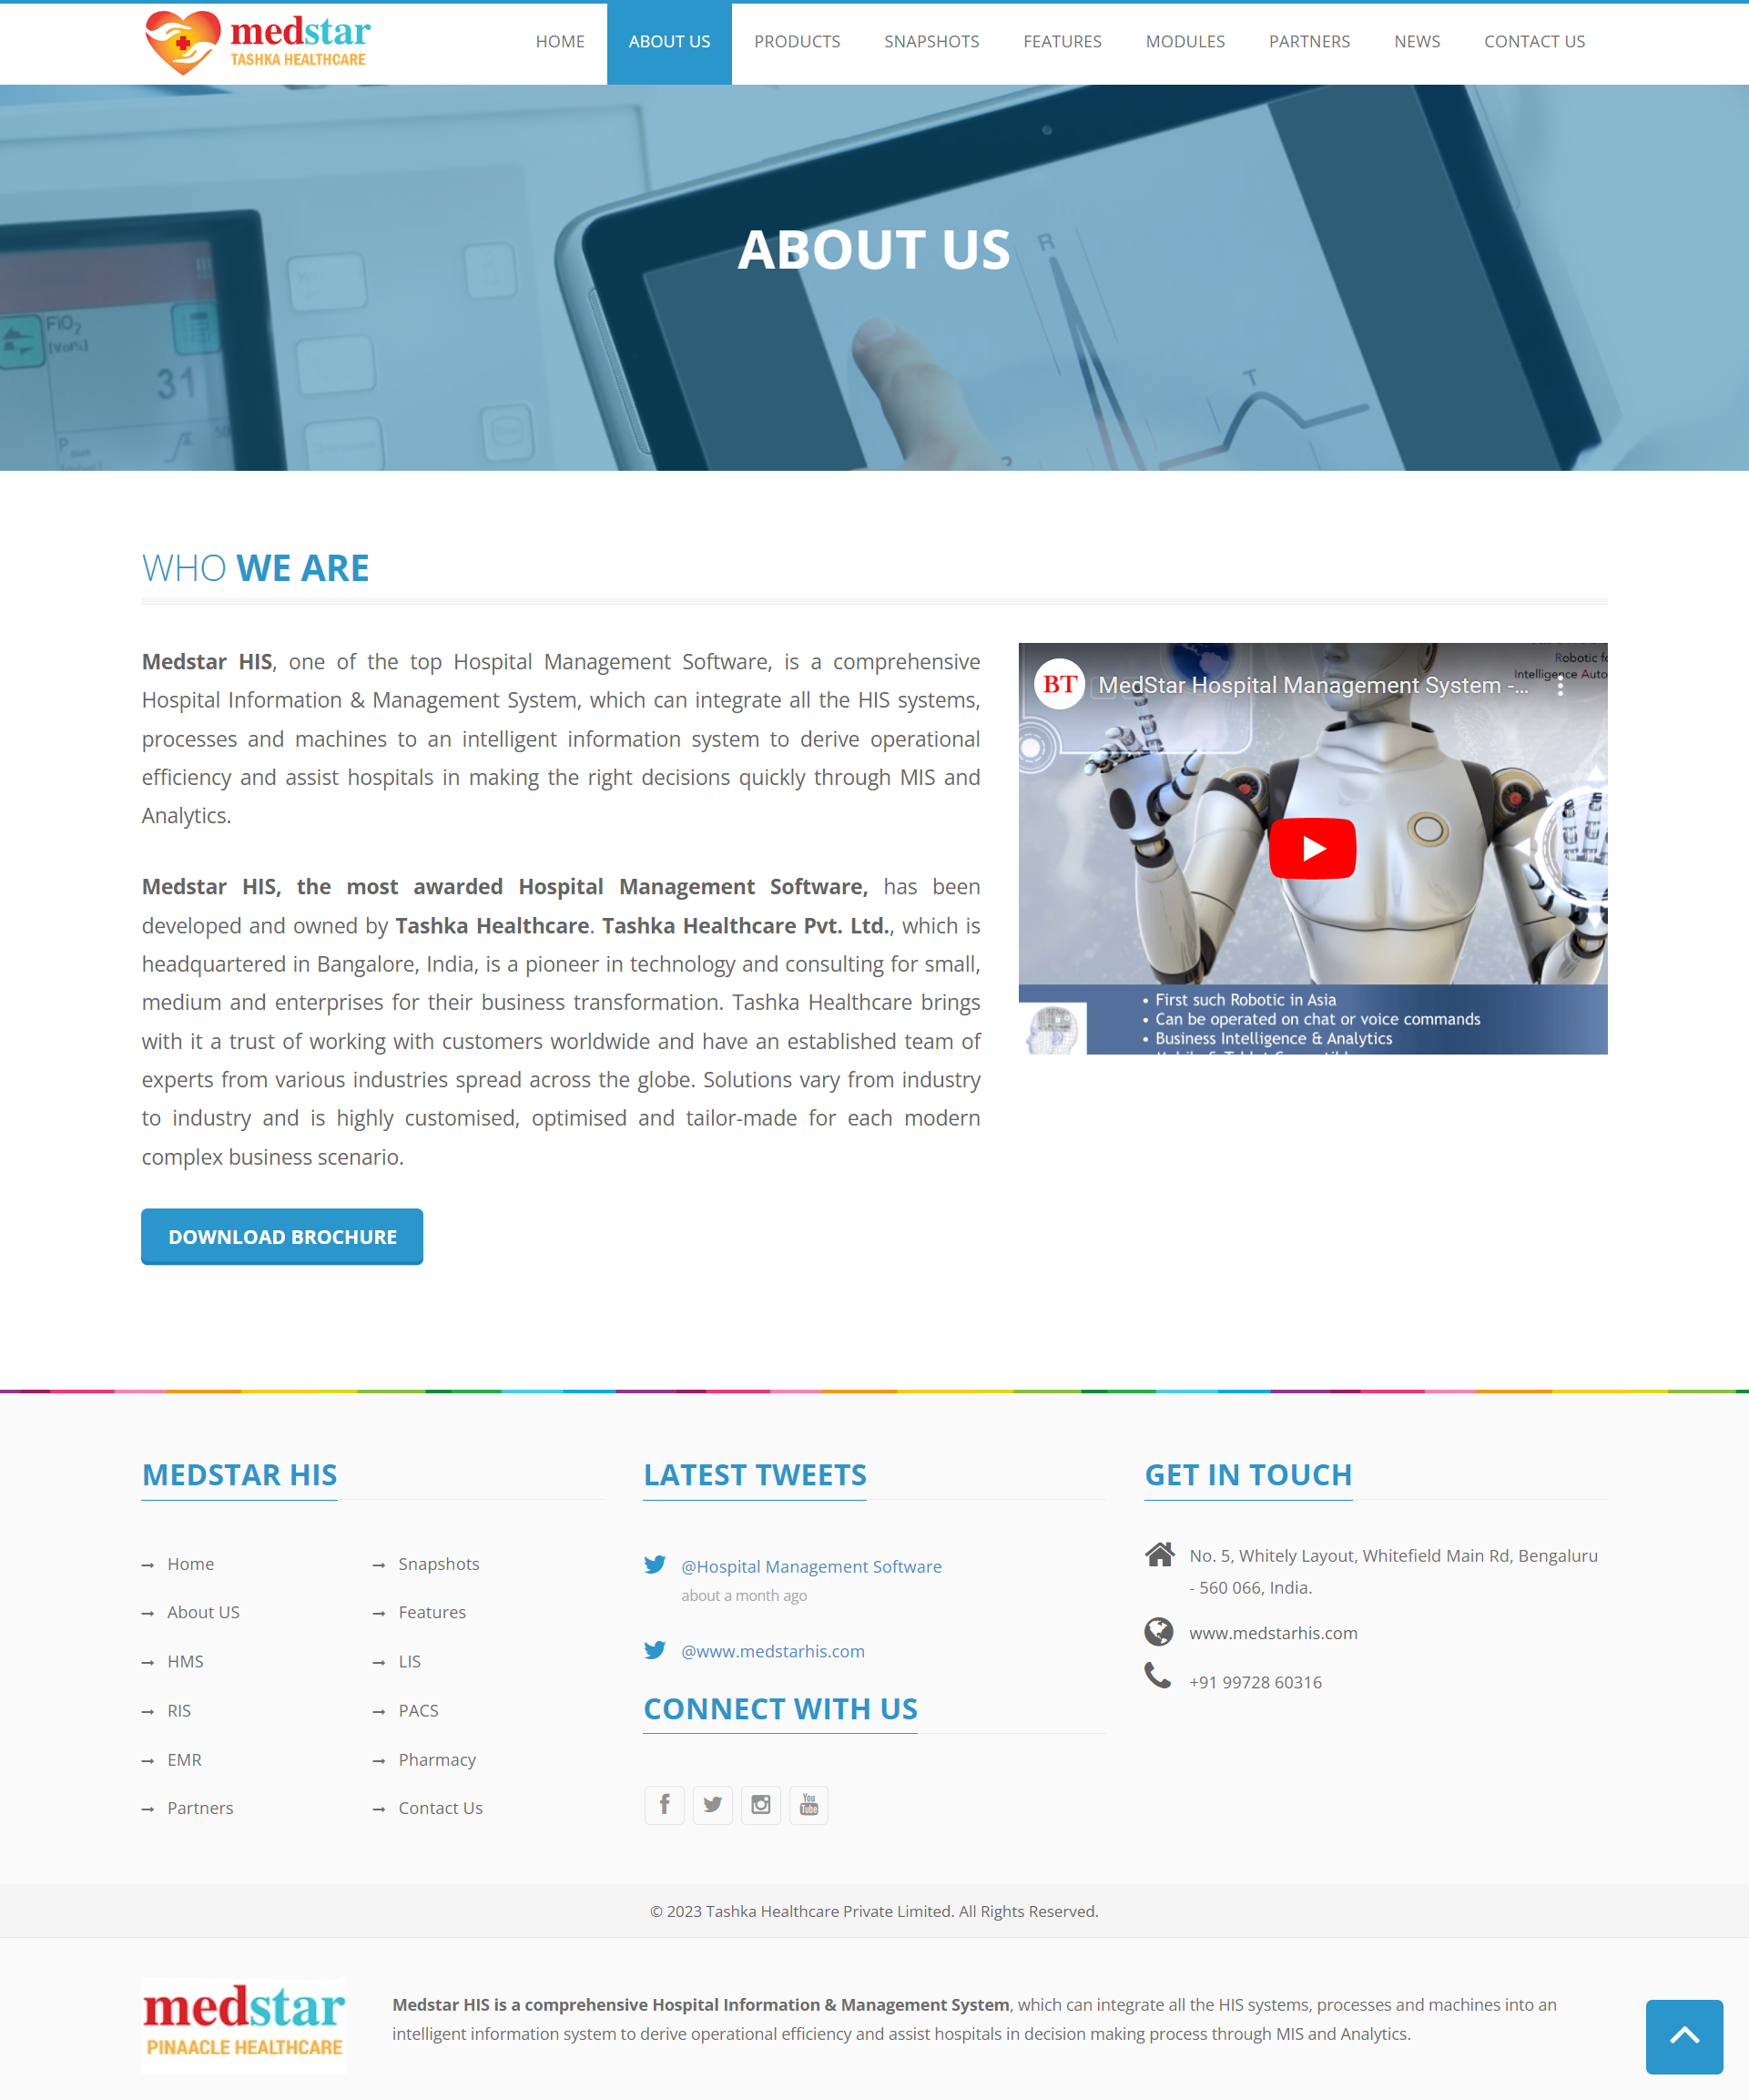 medstar
TASHKA HEALTHCARE
HOME
ABOUT US
PRODUCTS
SNAPSHOTS
FEATURES
MODULES
PARTNERS
NEWS
CONTACT US
ABOUT US
R
T
FiO2
[Vol%]
31
P
50
WHO WE ARE
Medstar HIS, one of the top Hospital Management Software, is a comprehensive
Hospital Information & Management System, which can integrate all the HIS systems,
processes and machines to an intelligent information system to derive operational
efficiency and assist hospitals in making the right decisions quickly through MIS and
Analytics.
Medstar HIS, the most awarded Hospital Management Software, has been
developed and owned by Tashka Healthcare. Tashka Healthcare Pvt. Ltd., which is
headquartered in Bangalore, India, is a pioneer in technology and consulting for small,
medium and enterprises for their business transformation. Tashka Healthcare brings
with it a trust of working with customers worldwide and have an established team of
experts from various industries spread across the globe. Solutions vary from industry
to industry and is highly customised, optimised and tailor-made for each modern
complex business scenario.
DOWNLOAD BROCHURE
Robotic
Intelligence Auto
BT
MedStar Hospital Management System -...
• First such Robotic in Asia
• Can be operated on chat or voice commands
• Business Intelligence & Analytics
MEDSTAR HIS
Home
About US
HMS
RIS
EMR
Partners
Snapshots
Features
LIS
PACS
Pharmacy
Contact Us
LATEST TWEETS
@Hospital Management Software
about a month ago
@www.medstarhis.com
CONNECT WITH US
You
Tube
GET IN TOUCH
No. 5, Whitely Layout, Whitefield Main Rd, Bengaluru
- 560 066, India.
www.medstarhis.com
+91 99728 60316
© 2023 Tashka Healthcare Private Limited. All Rights Reserved.
medstar
PINAACLE HEALTHCARE
Medstar HIS is a comprehensive Hospital Information & Management System, which can integrate all the HIS systems, processes and machines into an
intelligent information system to derive operational efficiency and assist hospitals in decision making process through MIS and Analytics.